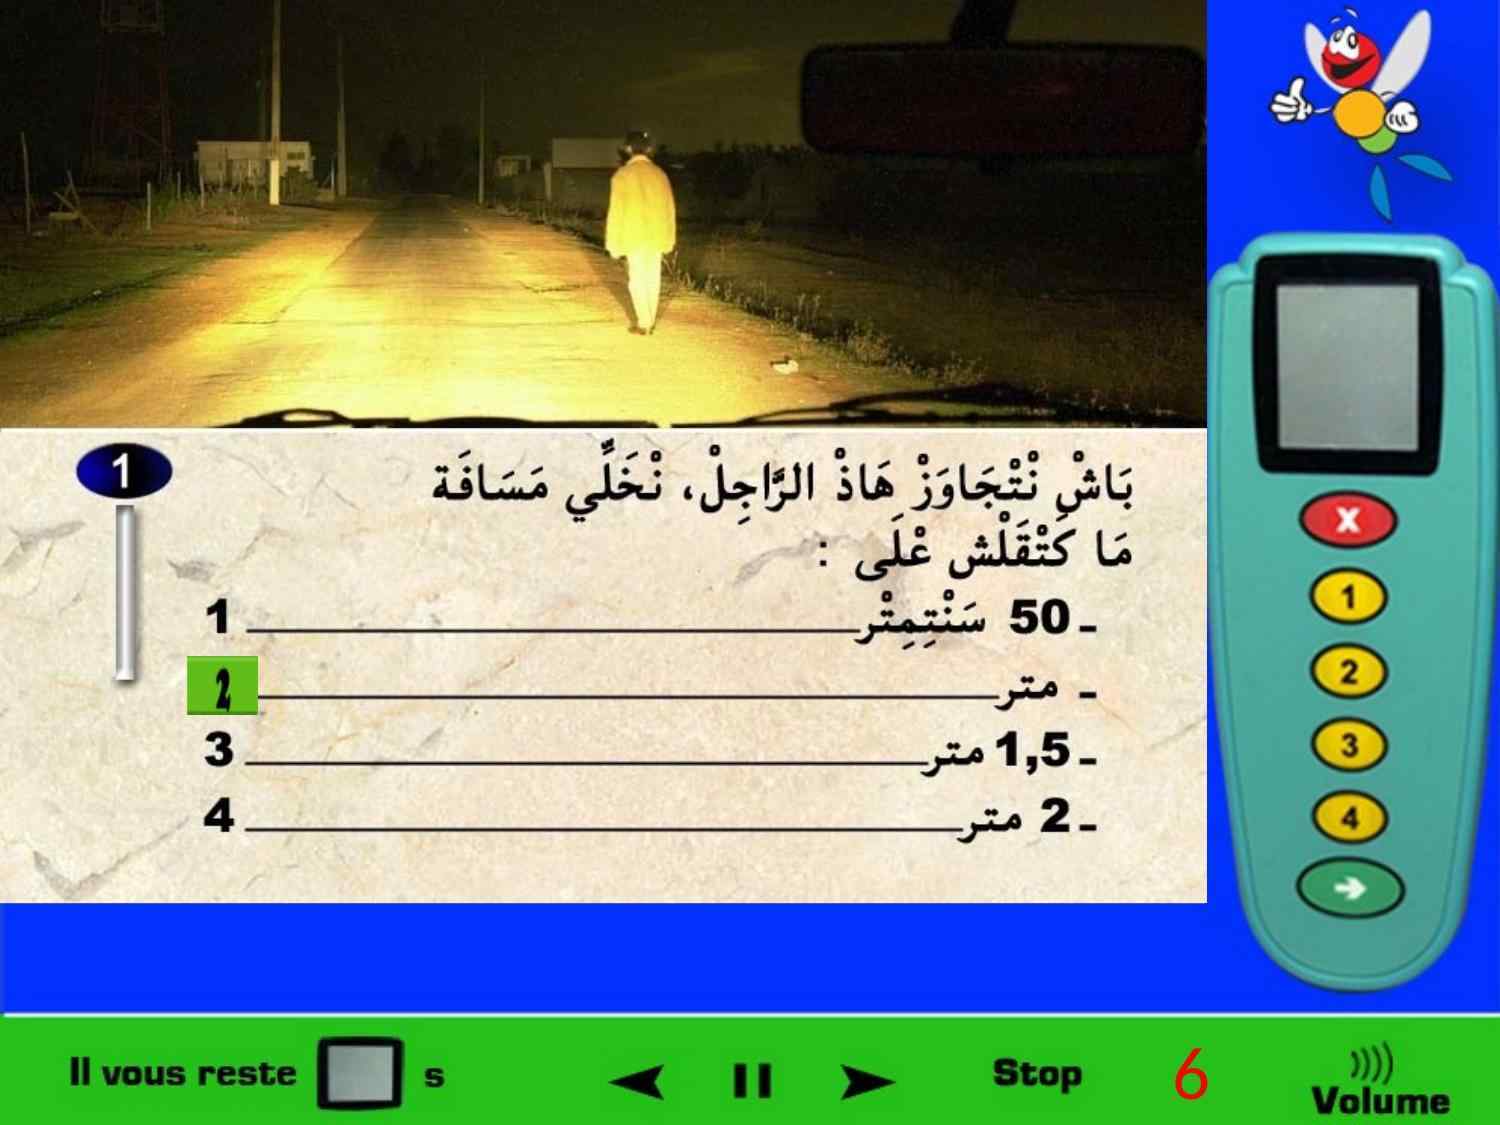 1
بَاشْ نْتْجَاوَزْ هَاذْ الرَّاجِلْ، نْخَلِّي مَسَافَة
مَا كَتْقَلْش عْلَى :
ـ 50 سَنْتِمِتْر 1
ـ متر 2
ـ 1,5 متر 3
ـ 2 متر 4
X
1
2
3
4
Il vous reste s
Stop
6
Volume